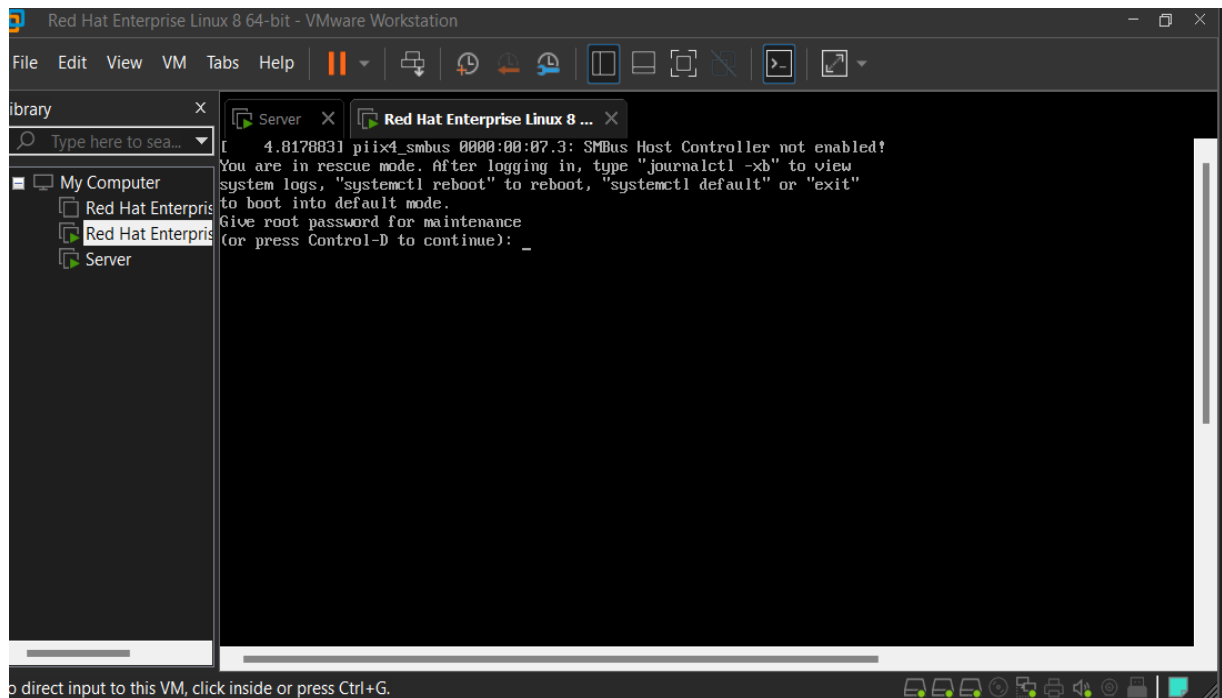 Red Hat Enterprise Linux 8 64-bit - VMware Workstation
File Edit View VM Tabs Help
ibrary X
Type here to sea...
Server X Red Hat Enterprise Linux 8 ... X
My Computer
Red Hat Enterpris
Red Hat Enterpris
Server
[    4.817883] piix4_smbus 0000:00:07.3: SMBus Host Controller not enabled!
You are in rescue mode. After logging in, type "journalctl -xb" to view
system logs, "systemctl reboot" to reboot, "systemctl default" or "exit"
to boot into default mode.
Give root password for maintenance
(or press Control-D to continue): _
o direct input to this VM, click inside or press Ctrl+G.